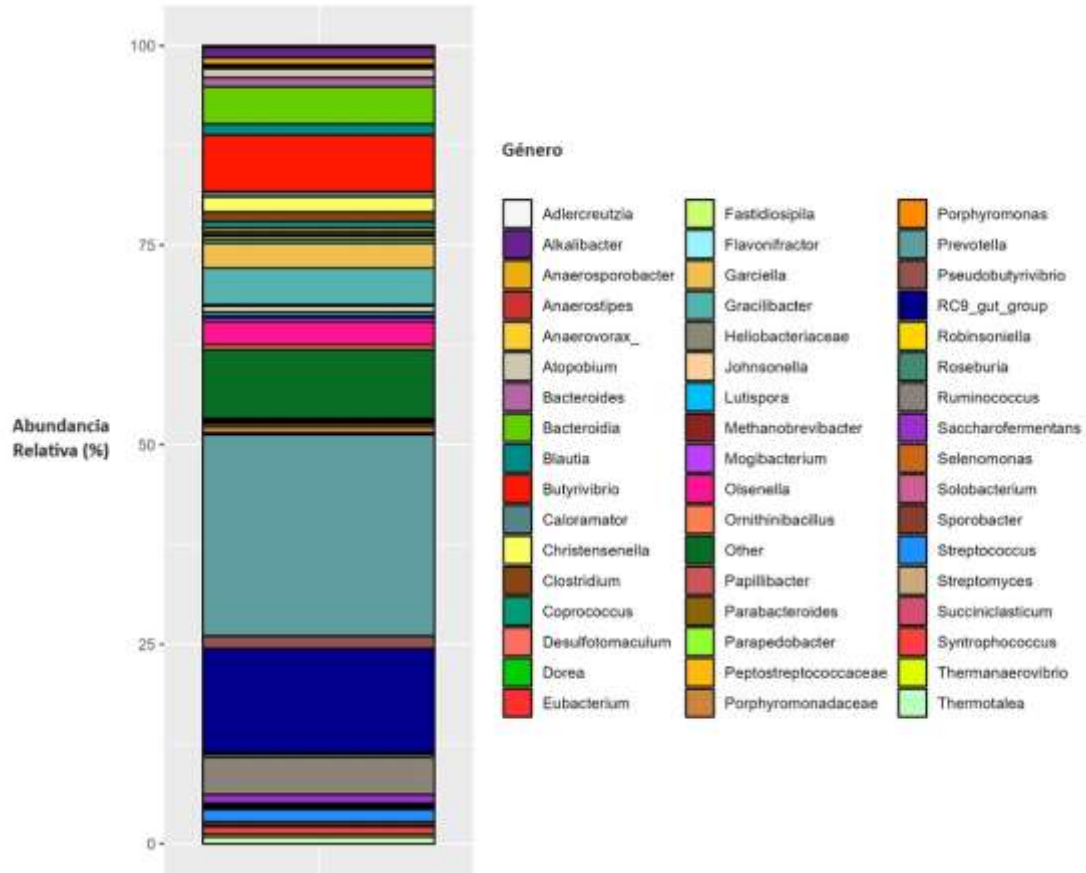 100
75
50
25
0
Abundancia
Relativa (%)
Género
Adlercreutzia
Alkalibacter
Anaerosporobacter
Anaerostipes
Anaerovorax_
Atopobium
Bacteroides
Bacteroidia
Blautia
Butyrivibrio
Caloramator
Christensenella
Clostridium
Coprococcus
Desulfotomaculum
Dorea
Eubacterium
Fastidiosipila
Flavonifractor
Garciella
Gracilibacter
Heliobacteriaceae
Johnsonella
Lutispora
Methanobrevibacter
Mogibacterium
Olsenella
Ornithinibacillus
Other
Papillibacter
Parabacteroides
Parapedobacter
Peptostreptococcaceae
Porphyromonadaceae
Porphyromonas
Prevotella
Pseudobutyrivibrio
RC9_gut_group
Robinsoniella
Roseburia
Ruminococcus
Saccharofermentans
Selenomonas
Solobacterium
Sporobacter
Streptococcus
Streptomyces
Succiniclasticum
Syntrophococcus
Thermanaerovibrio
Thermotalea